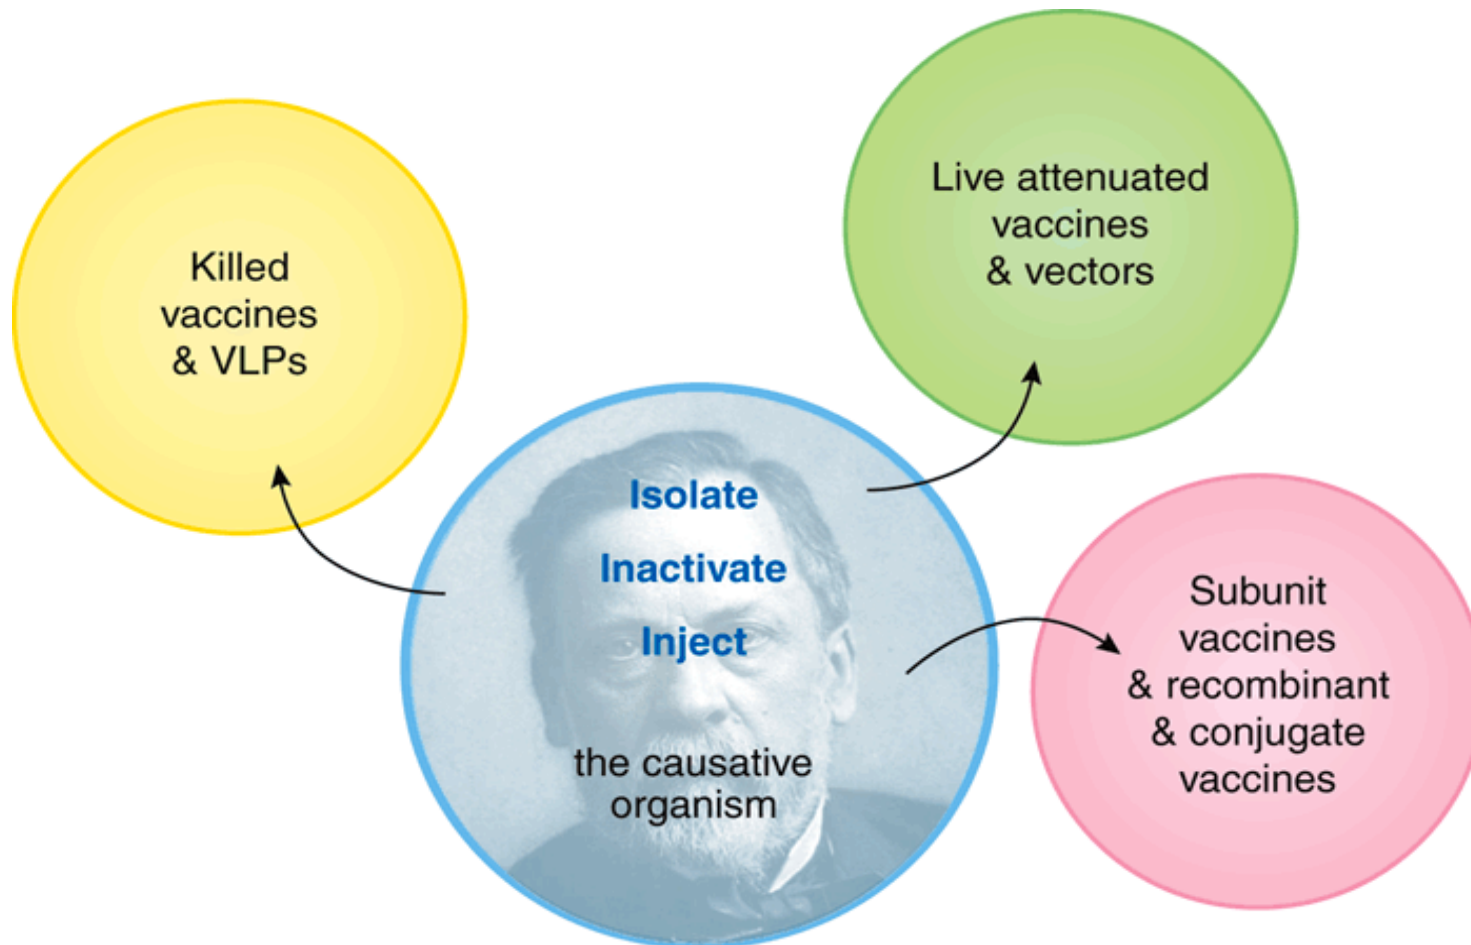 Killed
vaccines
& VLPs
Live attenuated
vaccines
& vectors
Isolate
Inactivate
Inject
the causative
organism
Subunit
vaccines
& recombinant
& conjugate
vaccines